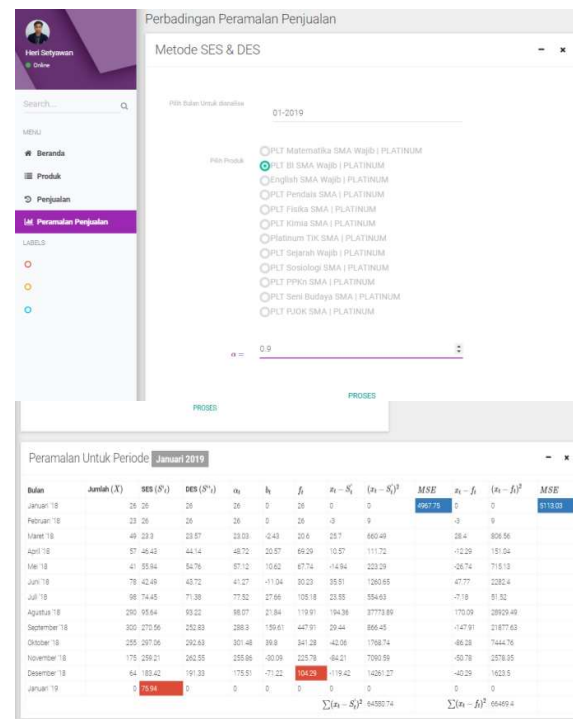 Perbadingan Peramalan Penjualan
Heri Setyawan
Online
Metode SES & DES
Search...
MENU
Beranda
Produk
Penjualan
Peramalan Penjualan
LABELS
Pilih Bulan Untuk dianalisa
01-2019
Pilih Produk
PLT Matematika SMA Wajib | PLATINUM
PLT BI SMA Wajib | PLATINUM
English SMA Wajib | PLATINUM
PLT Pendais SMA | PLATINUM
PLT Fisika SMA | PLATINUM
PLT Kimia SMA | PLATINUM
Platinum TIK SMA | PLATINUM
PLT Sejarah Wajib | PLATINUM
PLT Sosiologi SMA | PLATINUM
PLT PPKn SMA | PLATINUM
PLT Seni Budaya SMA | PLATINUM
PLT PJOK SMA | PLATINUM
α = 0.9
PROSES
PROSES
Peramalan Untuk Periode Januari 2019
Bulan Jumlah (X) SES (S'ₜ) DES (S''ₜ) αₜ bₜ fₜ xₜ − S'ₜ (xₜ − S'ₜ)² MSE xₜ − fₜ (xₜ − fₜ)² MSE
Januari '18 26 26 26 26 0 26 0 0 4967.75 0 0 5113.03
Februari '18 23 26 26 26 0 26 -3 9 -3 9
Maret '18 49 23.3 23.57 23.03 -2.43 20.6 25.7 660.49 28.4 806.56
April '18 57 46.43 44.14 48.72 20.57 69.29 10.57 111.72 -12.29 151.04
Mei '18 41 55.94 54.76 57.12 10.62 67.74 -14.94 223.29 -26.74 715.13
Juni '18 78 42.49 43.72 41.27 -11.04 30.23 35.51 1260.65 47.77 2282.4
Juli '18 98 74.45 71.38 77.52 27.66 105.18 23.55 554.63 -7.18 51.52
Agustus '18 290 95.64 93.22 98.07 21.84 119.91 194.36 37773.89 170.09 28929.49
September '18 300 270.56 252.83 288.3 159.61 447.91 29.44 866.45 -147.91 21877.63
Oktober '18 255 297.06 292.63 301.48 39.8 341.28 -42.06 1768.74 -86.28 7444.76
November '18 175 259.21 262.55 255.86 -30.09 225.78 -84.21 7090.59 -50.78 2578.35
Desember '18 64 183.42 191.33 175.51 -71.22 104.29 -119.42 14261.27 -40.29 1623.5
Januari '19 0 75.94 0 0 0 0 0 0 0 0
∑(xₜ − S'ₜ)² 64580.74 ∑(xₜ − fₜ)² 66469.4